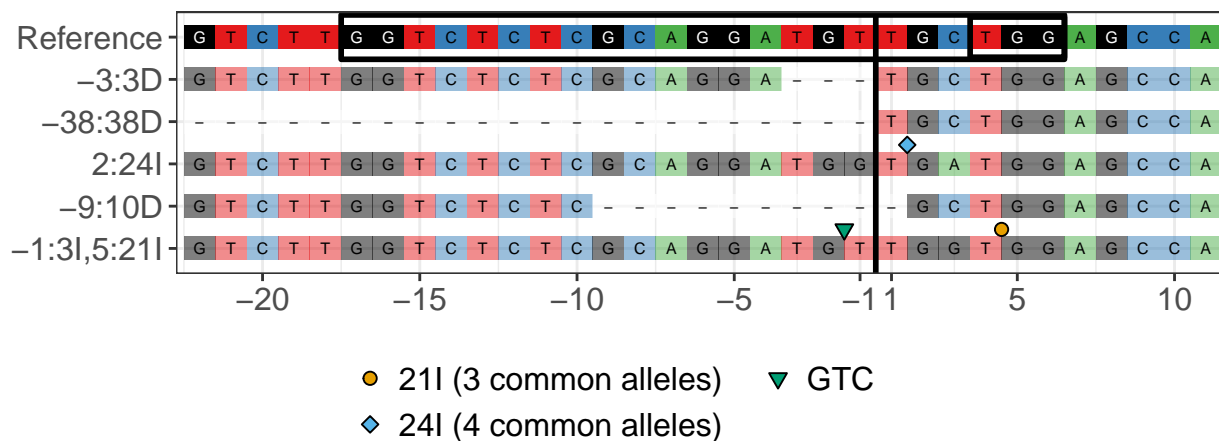 Reference G T C T T G G T C T C T C G C A G G A T G T T G C T G G A G C C A
−3:3D G T C T T G G T C T C T C G C A G G A − − − T G C T G G A G C C A
−38:38D − − − − − − − − − − − − − − − − − − − − − − T G C T G G A G C C A
2:24I G T C T T G G T C T C T C G C A G G A T G G T G A T G G A G C C A
−9:10D G T C T T G G T C T C T C − − − − − − − − − − G C T G G A G C C A
−1:3I,5:21I G T C T T G G T C T C T C G C A G G A T G T T G G T G G A G C C A
−20 −15 −10 −5 −1 1 5 10
21I (3 common alleles) GTC
24I (4 common alleles)